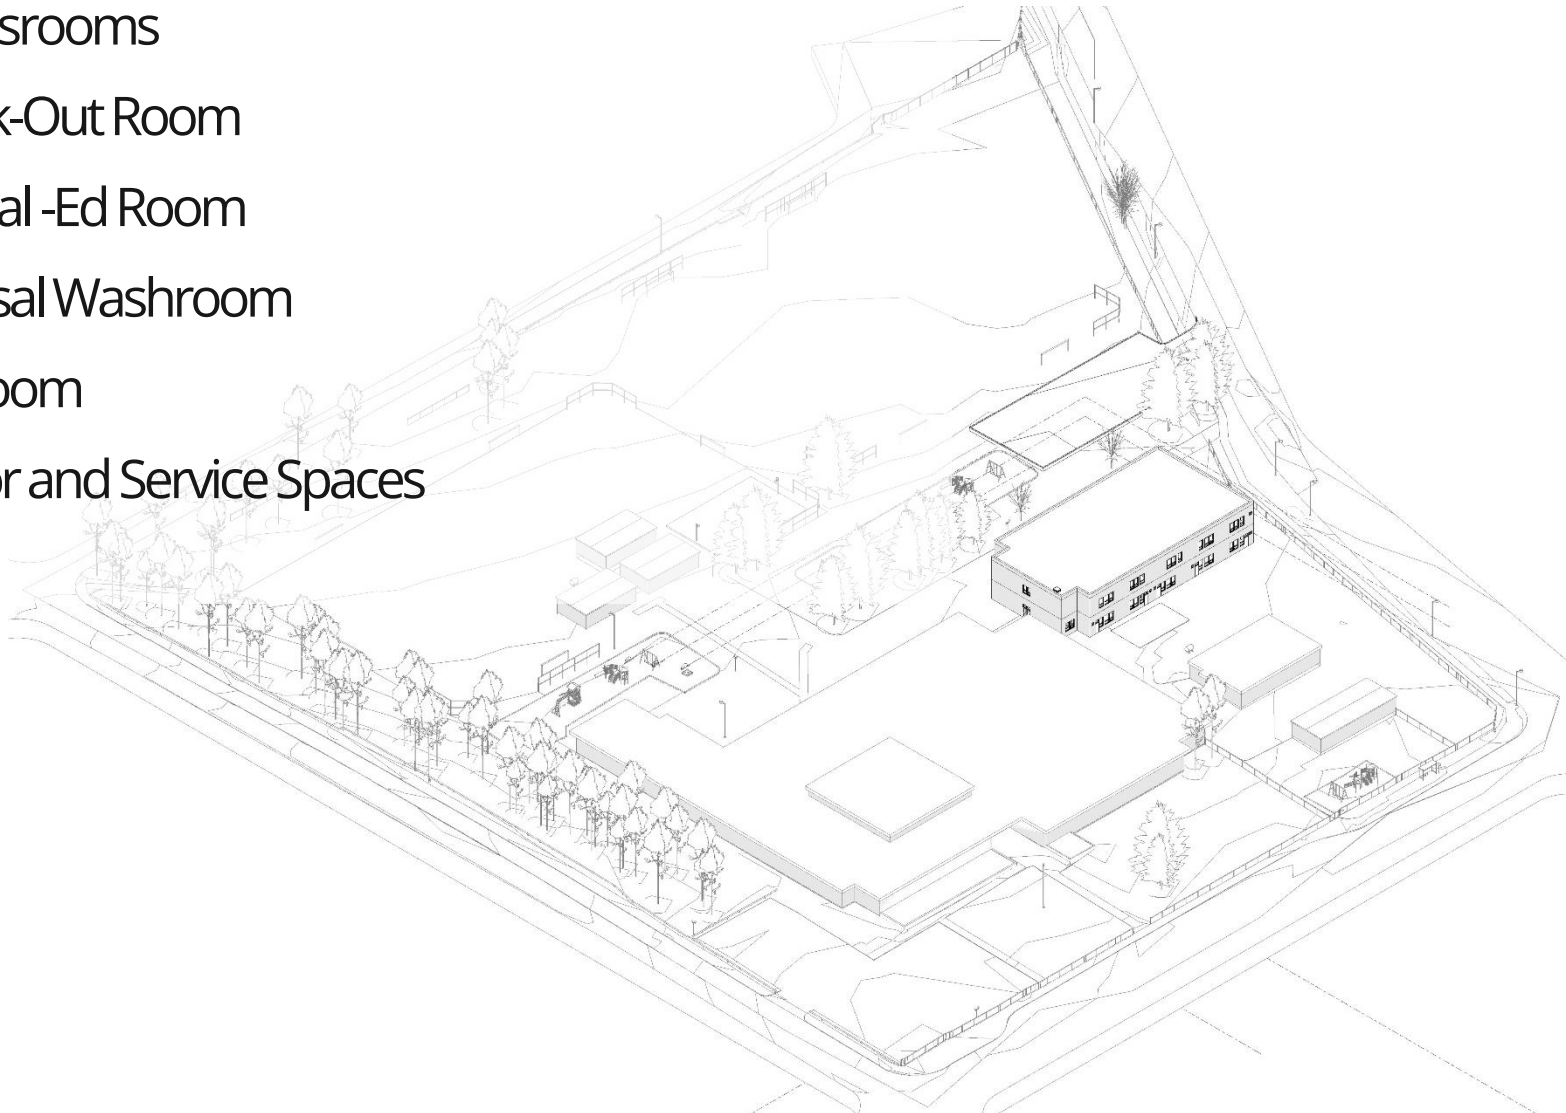 srooms
k-Out Room
al -Ed Room
sal Washroom
oom
or and Service Spaces